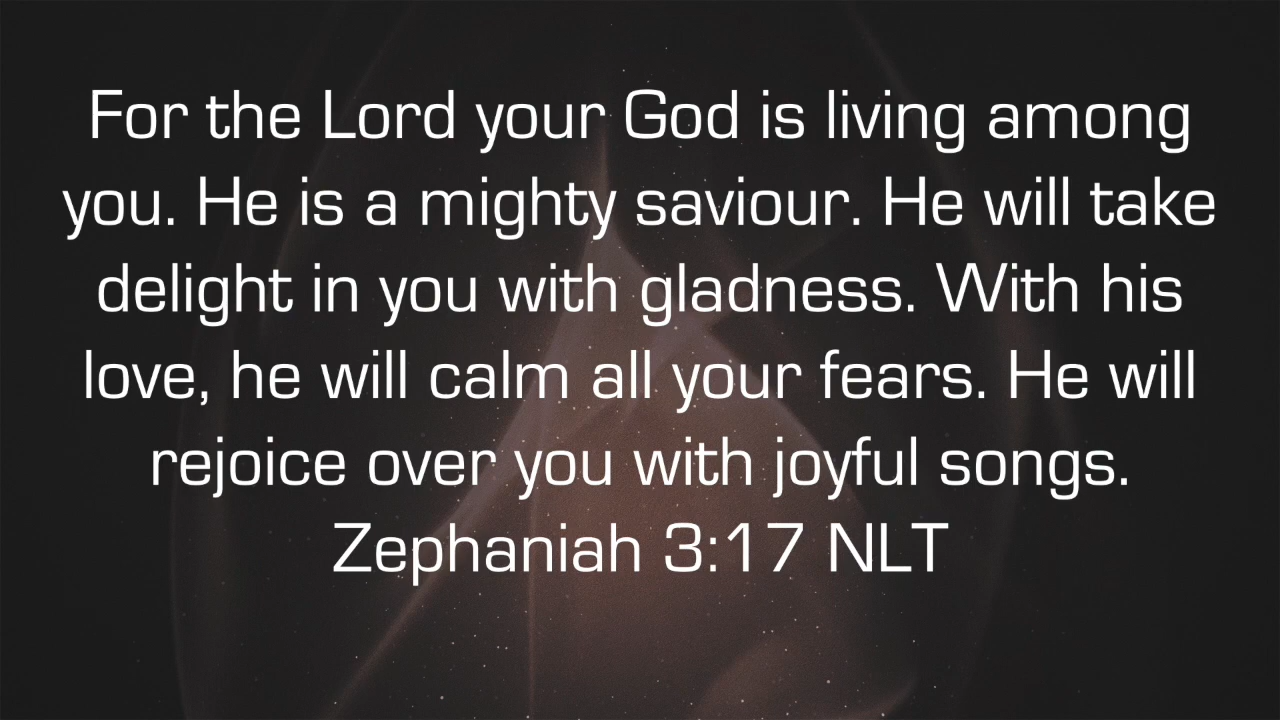 For the Lord your God is living among
you. He is a mighty saviour. He will take
delight in you with gladness. With his
love, he will calm all your fears. He will
rejoice over you with joyful songs.
Zephaniah 3:17 NLT